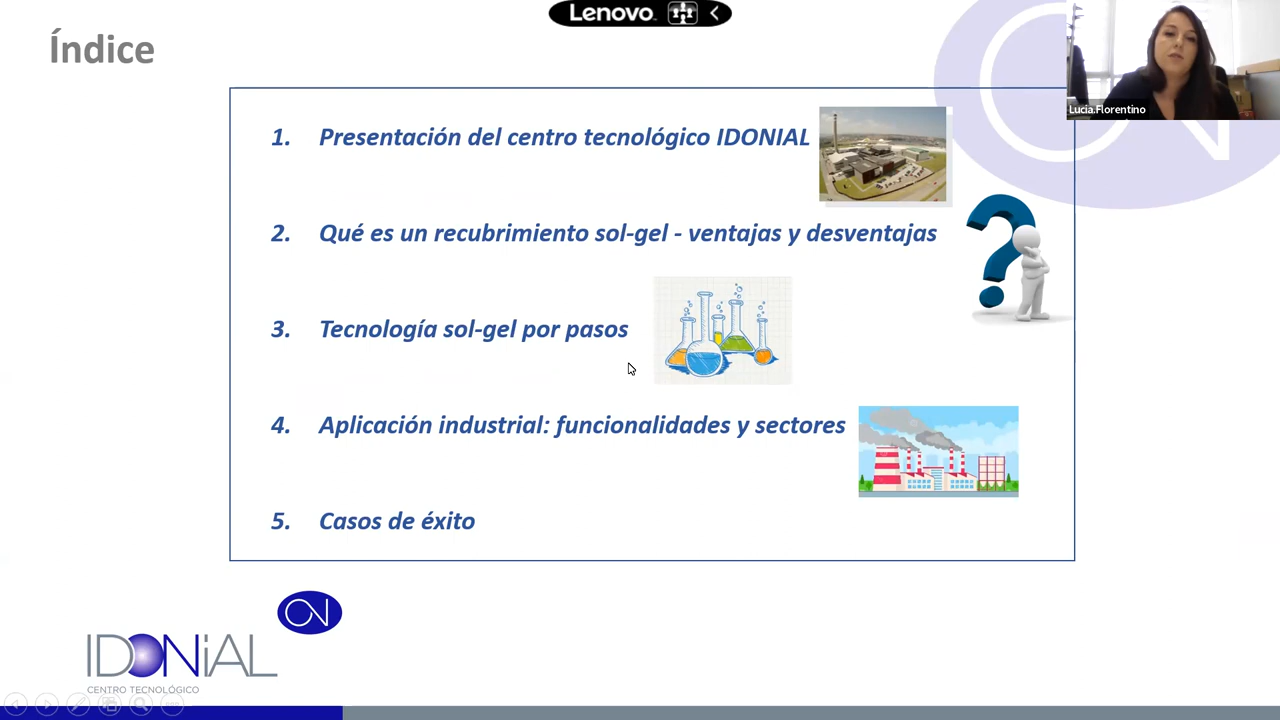 Lenovo
Índice
Lucía.Florentino
1. Presentación del centro tecnológico IDONIAL
2. Qué es un recubrimiento sol-gel - ventajas y desventajas
3. Tecnología sol-gel por pasos
4. Aplicación industrial: funcionalidades y sectores
5. Casos de éxito
IDONiAL
CENTRO TECNOLÓGICO